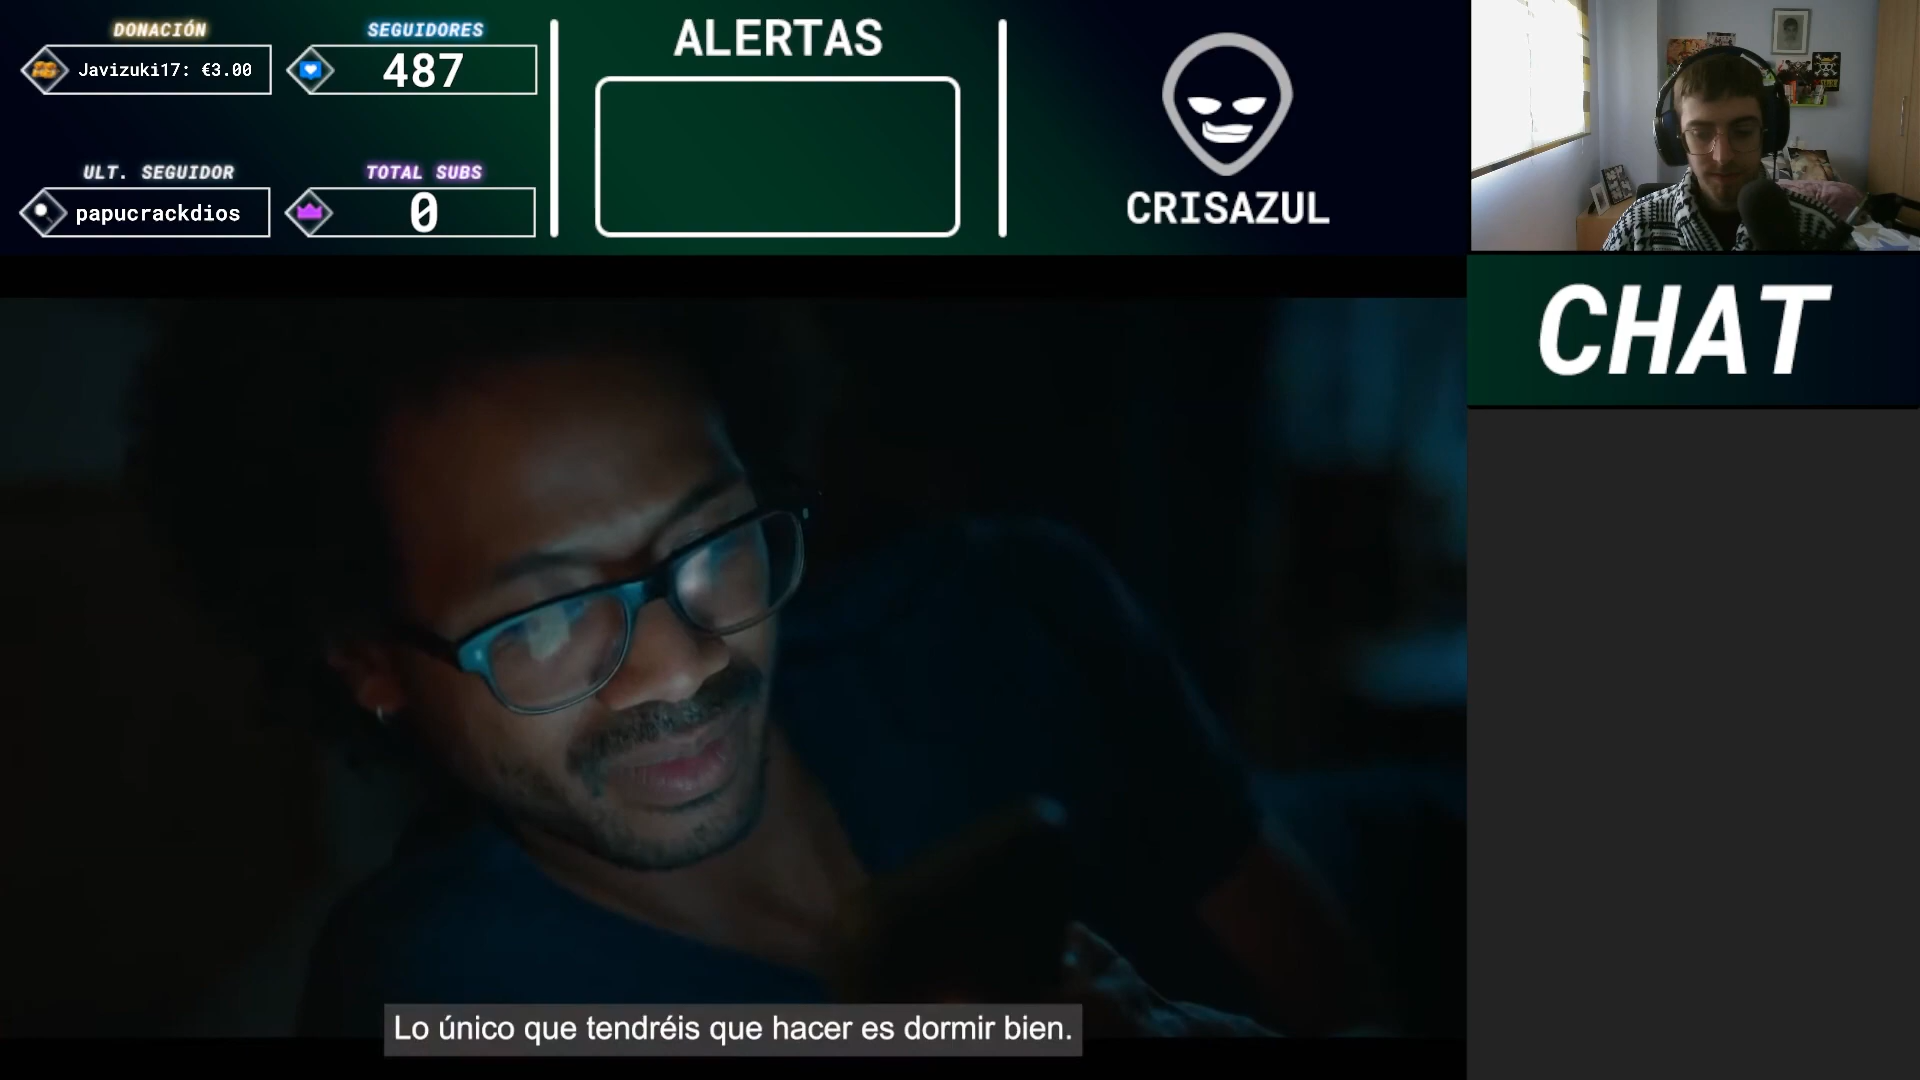 DONACIÓN
Javizuki17: €3.00
SEGUIDORES
487
ULT. SEGUIDOR
papucrackdios
TOTAL SUBS
0
ALERTAS
CRISAZUL
CHAT
Lo único que tendréis que hacer es dormir bien.